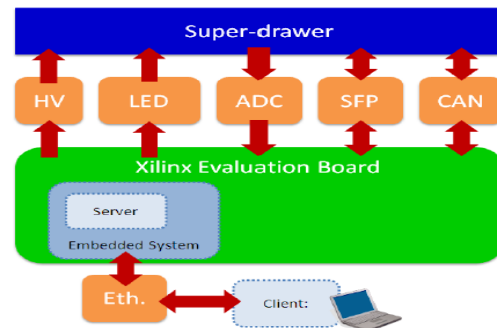 Super-drawer
HV
LED
ADC
SFP
CAN
Xilinx Evaluation Board
Server
Embedded System
Eth.
Client: